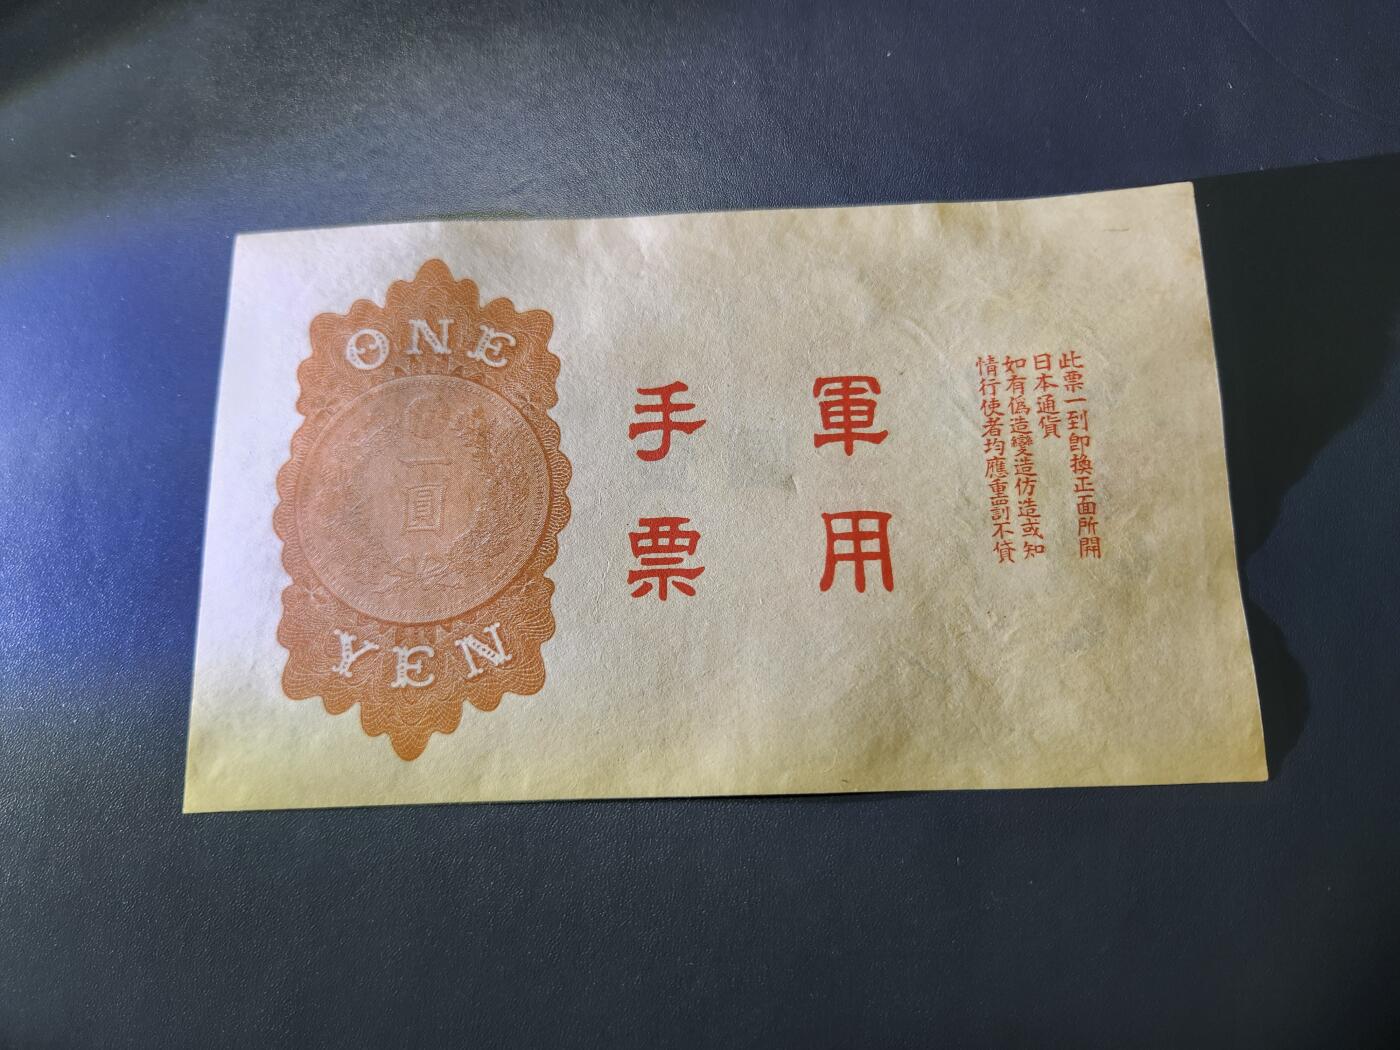 此票一到卽換正面所開
日本通貨
如有僞造變造仿造或知
情行使者均應重罰不貸
軍用
手票
ONE
一圓
YEN